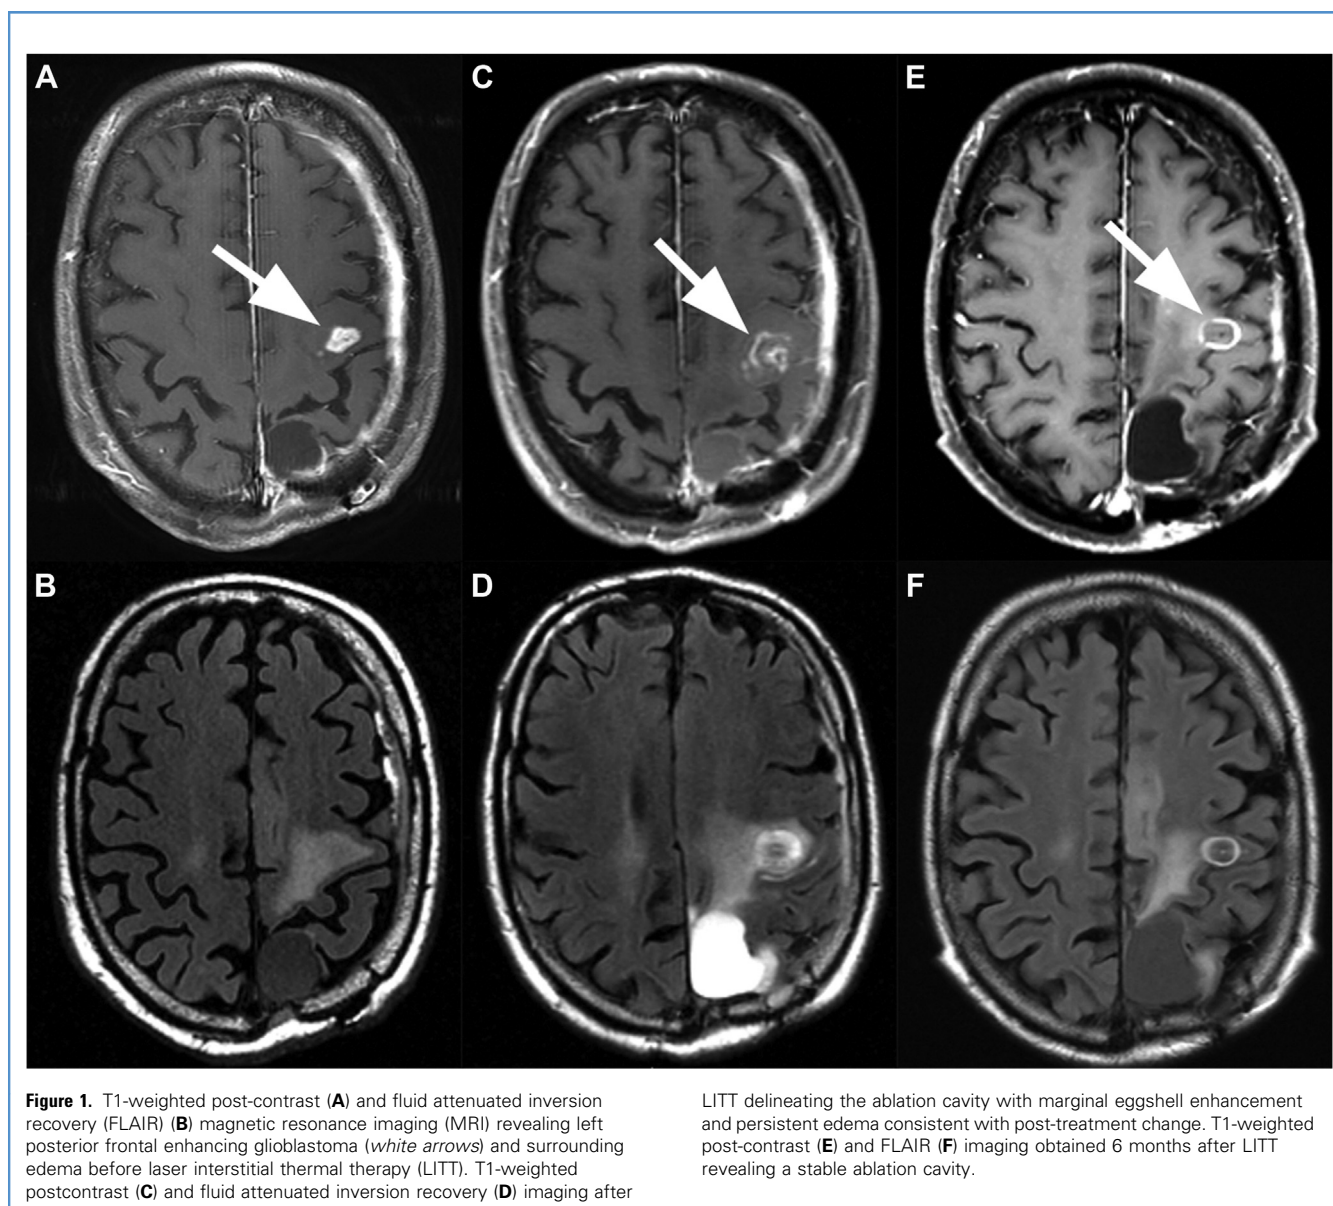 A
C
E
B
D
F
Figure 1. T1-weighted post-contrast (A) and fluid attenuated inversion
recovery (FLAIR) (B) magnetic resonance imaging (MRI) revealing left
posterior frontal enhancing glioblastoma (white arrows) and surrounding
edema before laser interstitial thermal therapy (LITT). T1-weighted
postcontrast (C) and fluid attenuated inversion recovery (D) imaging after
LITT delineating the ablation cavity with marginal eggshell enhancement
and persistent edema consistent with post-treatment change. T1-weighted
post-contrast (E) and FLAIR (F) imaging obtained 6 months after LITT
revealing a stable ablation cavity.